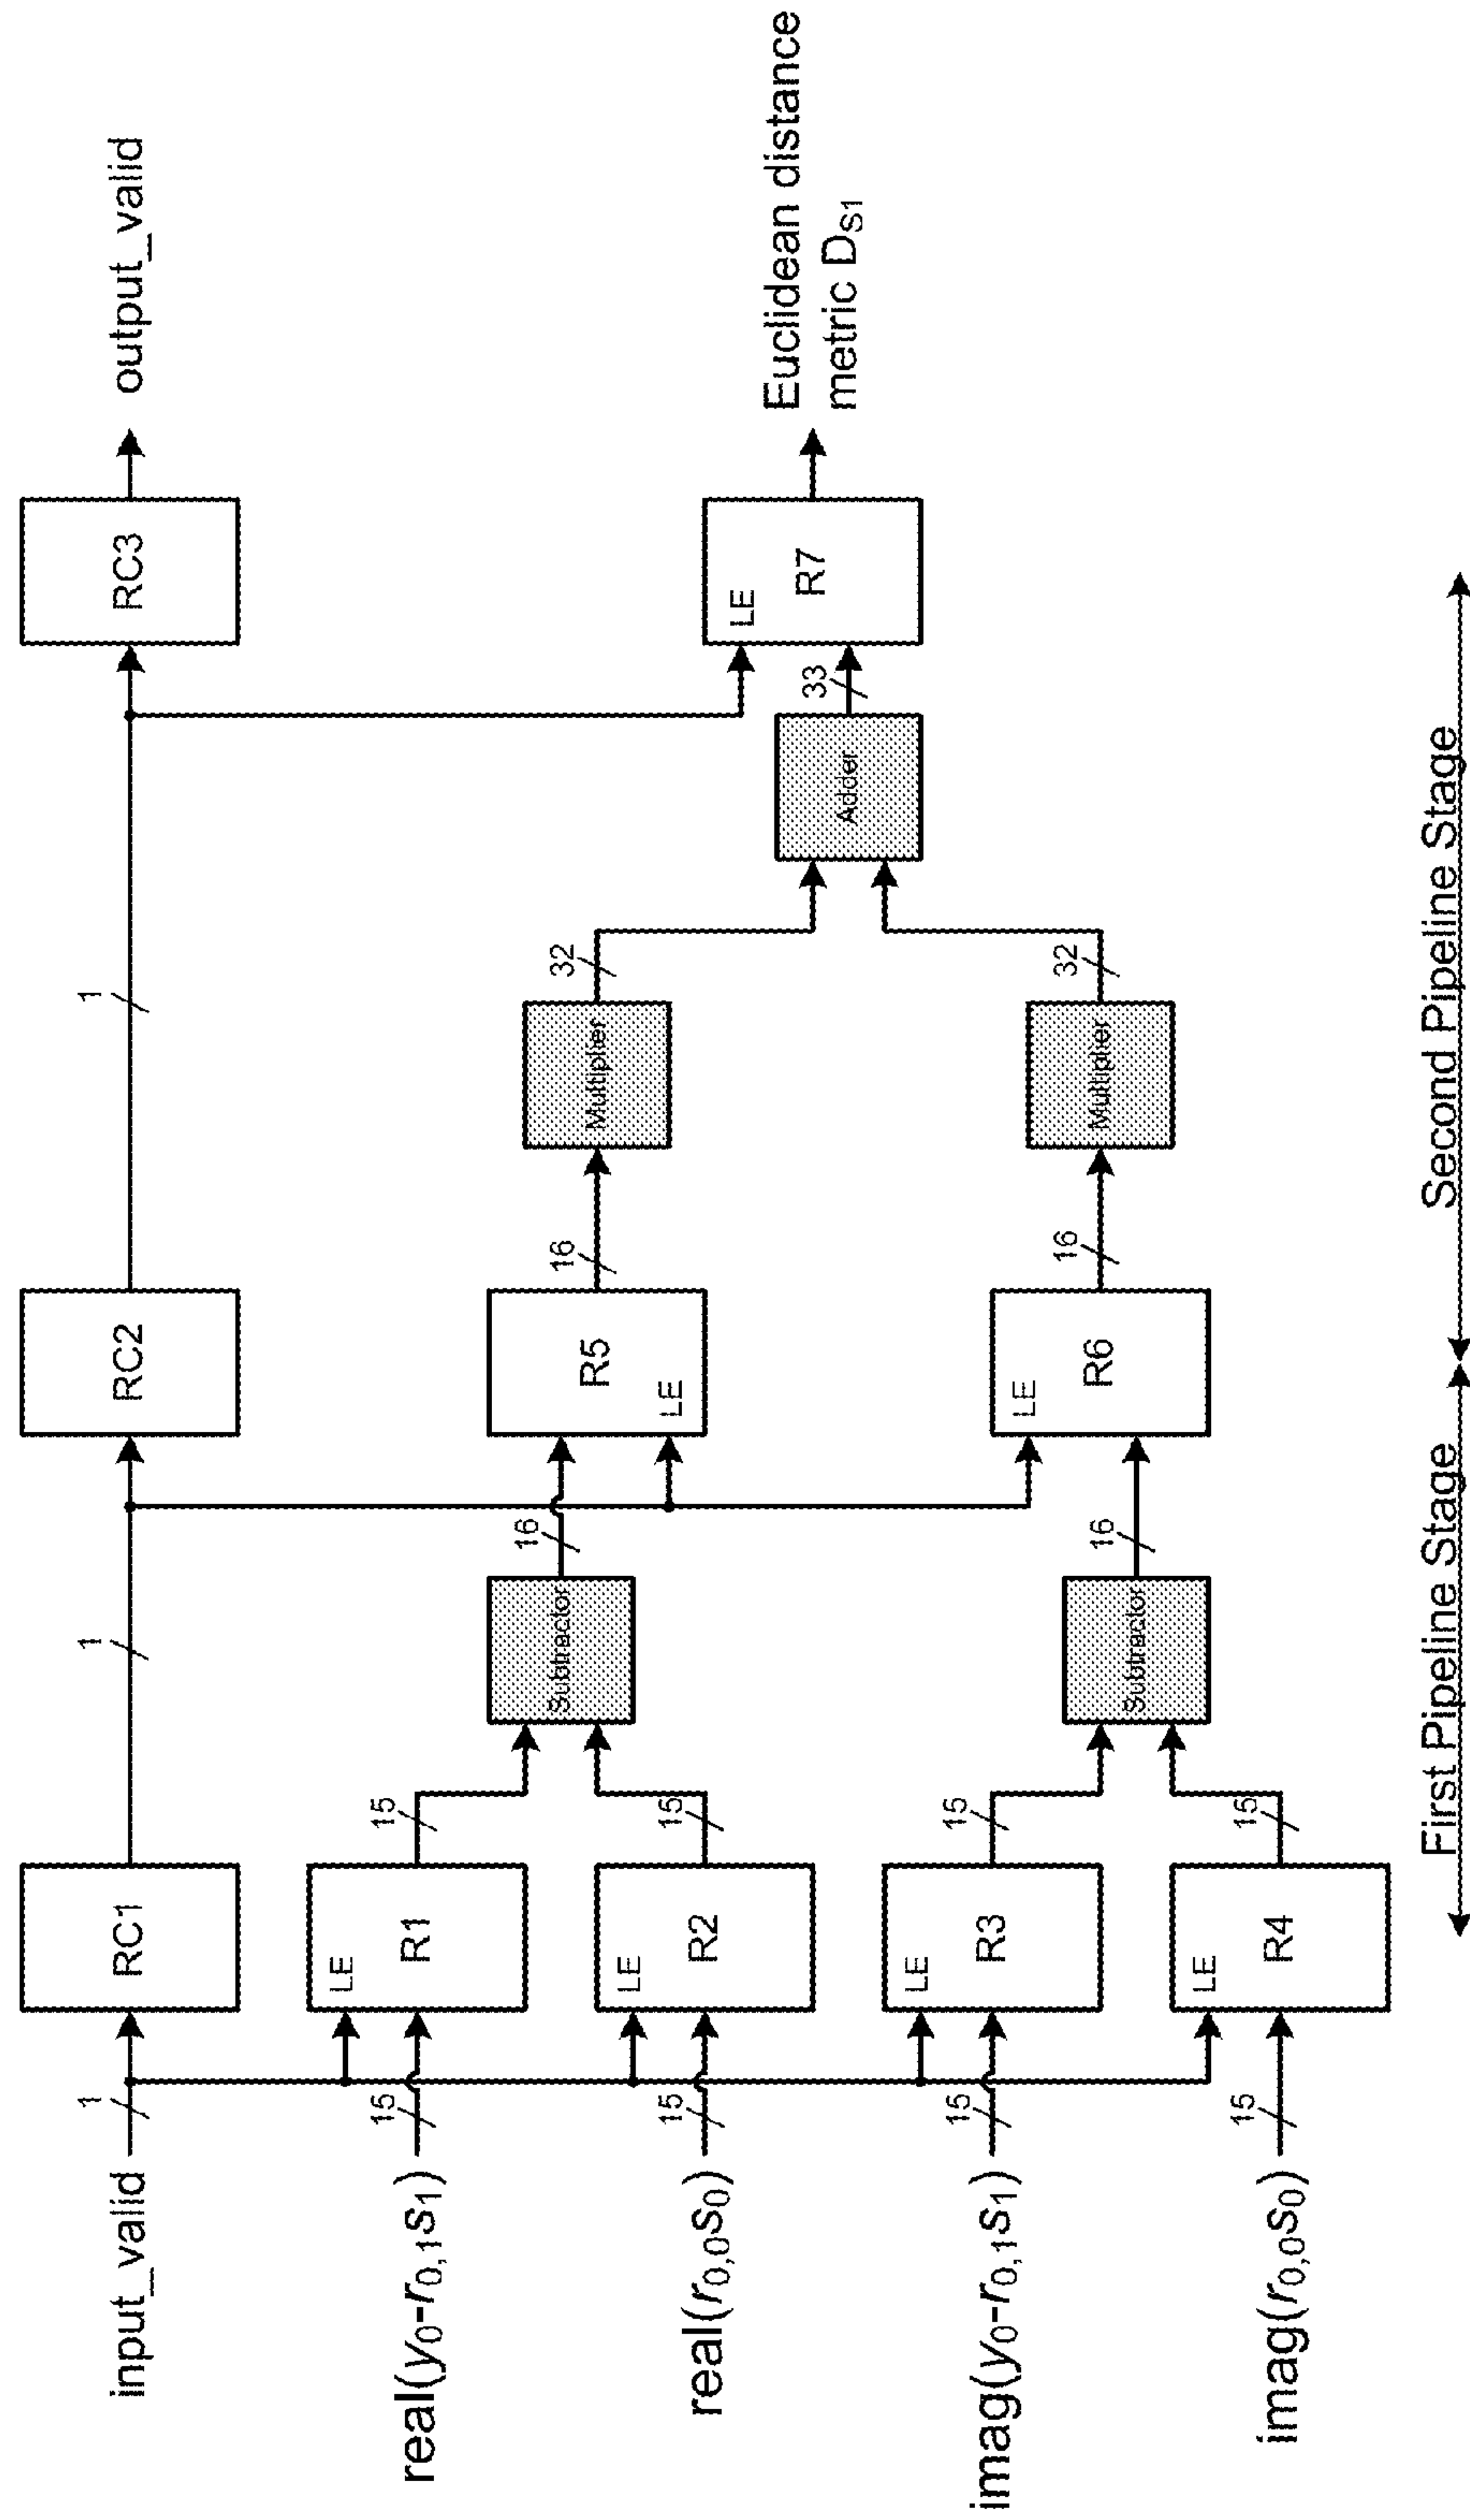 input_valid
1
RC1
1
RC2
1
RC3
output_valid
real(y₀-r₀,₁s₁)
15
LE
R1
15
real(r₀,₀s₀)
15
LE
R2
15
Subtractor
16
R5
LE
16
Multiplier
32
imag(y₀-r₀,₁s₁)
15
LE
R3
15
imag(r₀,₀s₀)
15
LE
R4
15
Subtractor
16
LE
R6
16
Multiplier
32
Adder
33
LE
R7
Euclidean distance
metric D_S1
First Pipeline Stage
Second Pipeline Stage